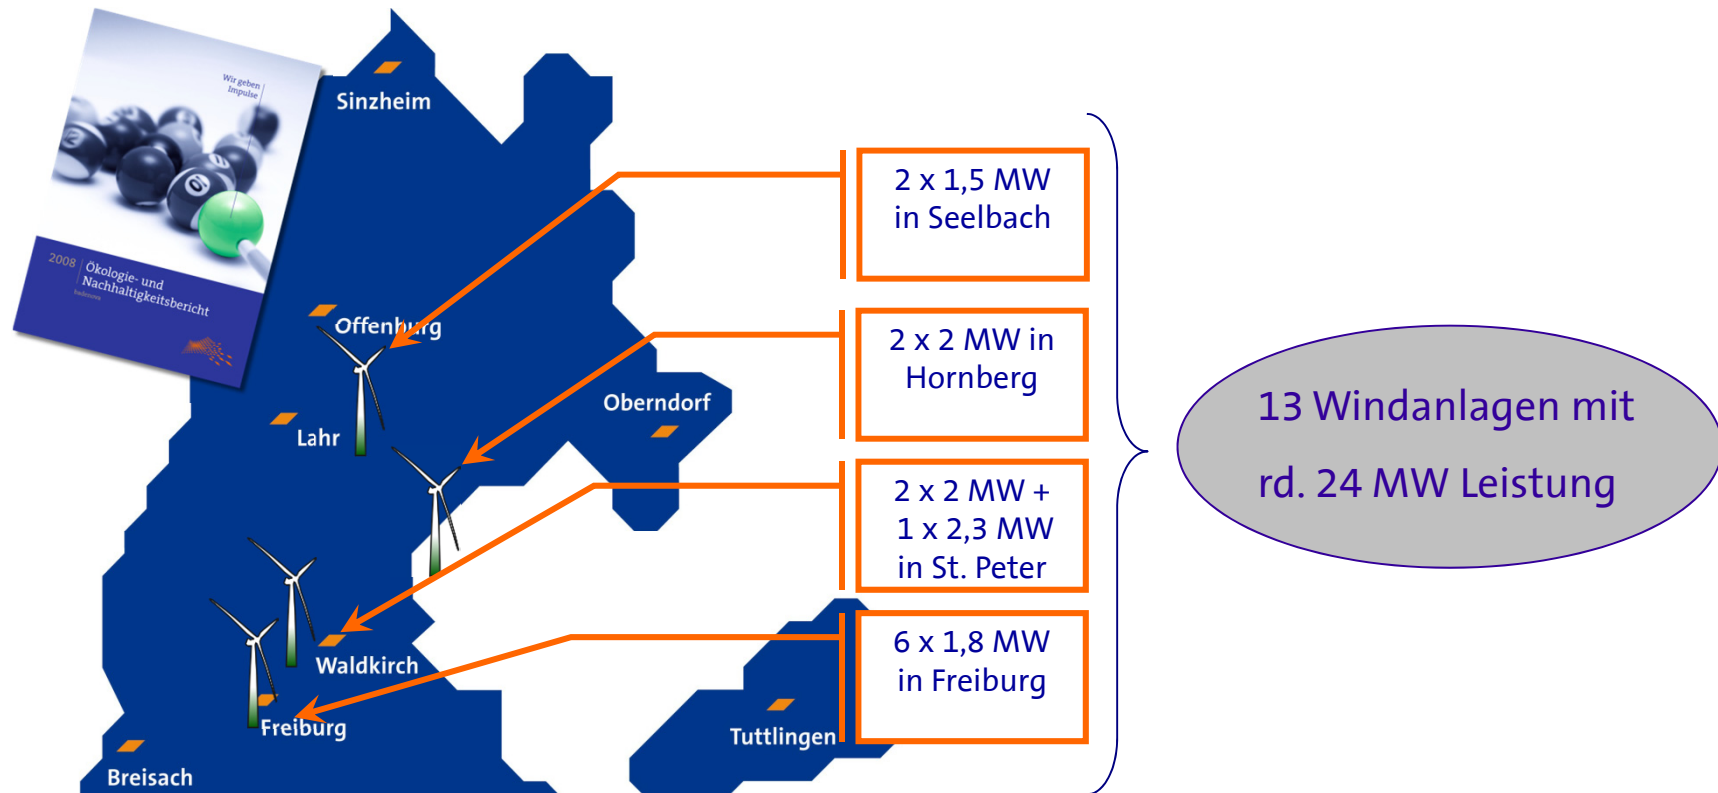 Wir geben
Impulse
2008
Ökologie- und
Nachhaltigkeitsbericht
badenova
Sinzheim
Offenburg
Lahr
Oberndorf
Waldkirch
Freiburg
Breisach
Tuttlingen
2 x 1,5 MW
in Seelbach
2 x 2 MW in
Hornberg
2 x 2 MW +
1 x 2,3 MW
in St. Peter
6 x 1,8 MW
in Freiburg
13 Windanlagen mit
rd. 24 MW Leistung